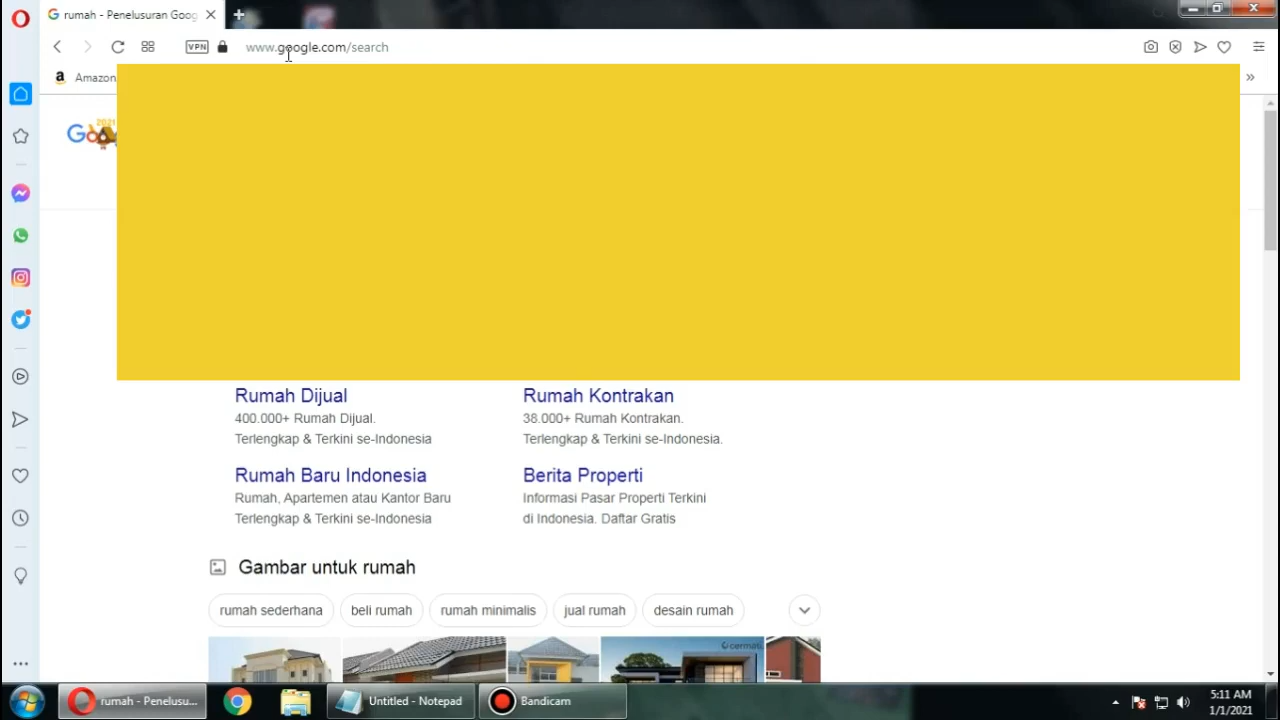 rumah - Penelusuran Goog
VPN
www.google.com/search
Amazon
»
2021
Rumah Dijual
400.000+ Rumah Dijual.
Terlengkap & Terkini se-Indonesia
Rumah Kontrakan
38.000+ Rumah Kontrakan.
Terlengkap & Terkini se-Indonesia.
Rumah Baru Indonesia
Rumah, Apartemen atau Kantor Baru
Terlengkap & Terkini se-Indonesia
Berita Properti
Informasi Pasar Properti Terkini
di Indonesia. Daftar Gratis
Gambar untuk rumah
rumah sederhana
beli rumah
rumah minimalis
jual rumah
desain rumah
cermati
rumah - Penelusu...
Untitled - Notepad
Bandicam
5:11 AM
1/1/2021